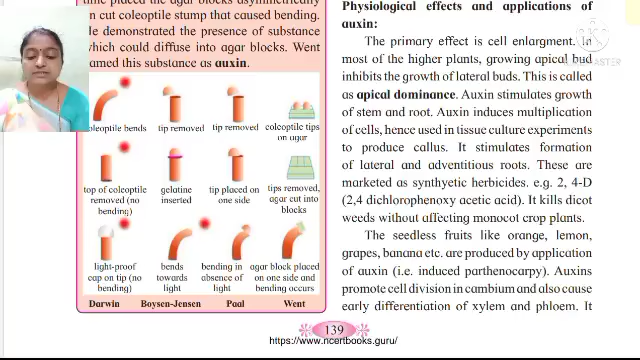 time placed the agar blocks asymmetrically
on cut coleoptile stump that caused bending.
He demonstrated the presence of substance
which could diffuse into agar blocks. Went
named this substance as auxin.
coleoptile bends
tip removed
tip removed
coleoptile tips
on agar
top of coleoptile
removed (no
bending)
gelatine
inserted
tip placed on
one side
tips removed,
agar cut into
blocks
light-proof
cap on tip (no
bending)
bends
towards
light
bending in
absence of
light
agar block placed
on one side and
bending occurs
Darwin
Boysen-Jensen
Paal
Went
Physiological effects and applications of
auxin:
The primary effect is cell enlargment. In
most of the higher plants, growing apical bud
inhibits the growth of lateral buds. This is called
as apical dominance. Auxin stimulates growth
of stem and root. Auxin induces multiplication
of cells, hence used in tissue culture experiments
to produce callus. It stimulates formation
of lateral and adventitious roots. These are
marketed as synthyetic herbicides. e.g. 2, 4-D
(2,4 dichlorophenoxy acetic acid). It kills dicot
weeds without affecting monocot crop plants.
The seedless fruits like orange, lemon,
grapes, banana etc. are produced by application
of auxin (i.e. induced parthenocarpy). Auxins
promote cell division in cambium and also cause
early differentiation of xylem and phloem. It
139
https://www.ncertbooks.guru/